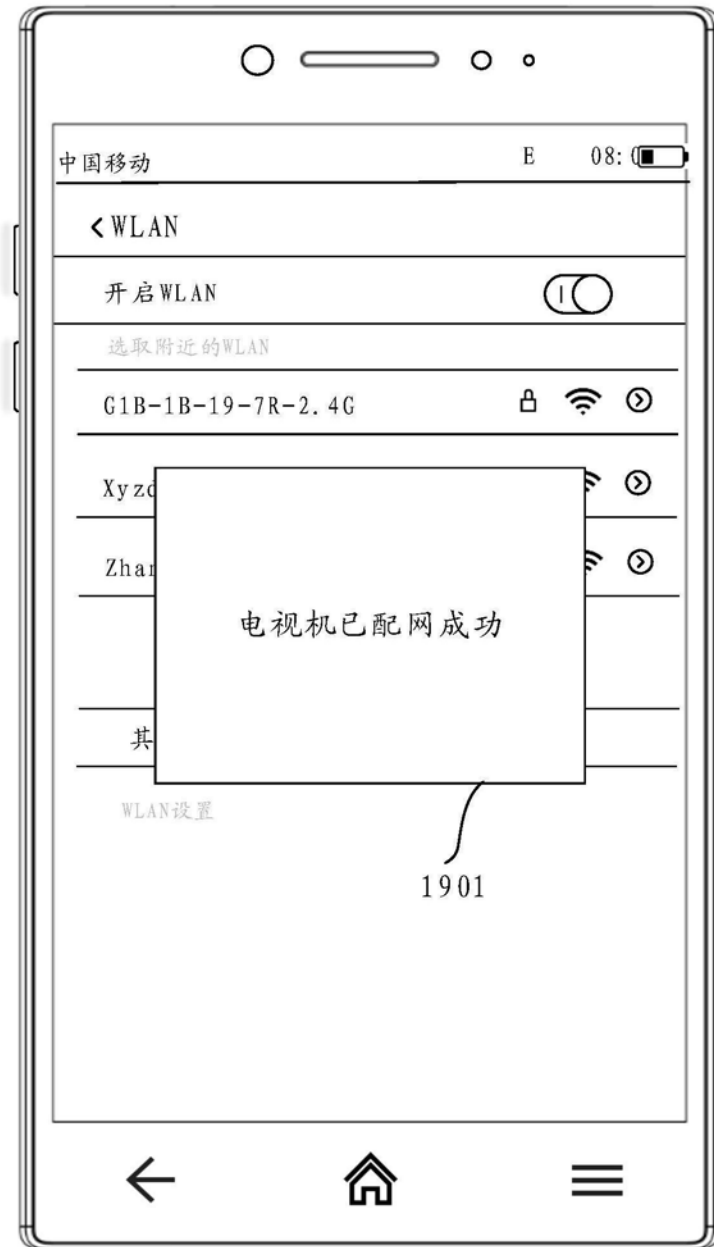 中国移动 E 08:
WLAN
开启WLAN
选取附近的WLAN
G1B-1B-19-7R-2.4G
Xyz
Zha
电视机已配网成功
其
WLAN设置
1901